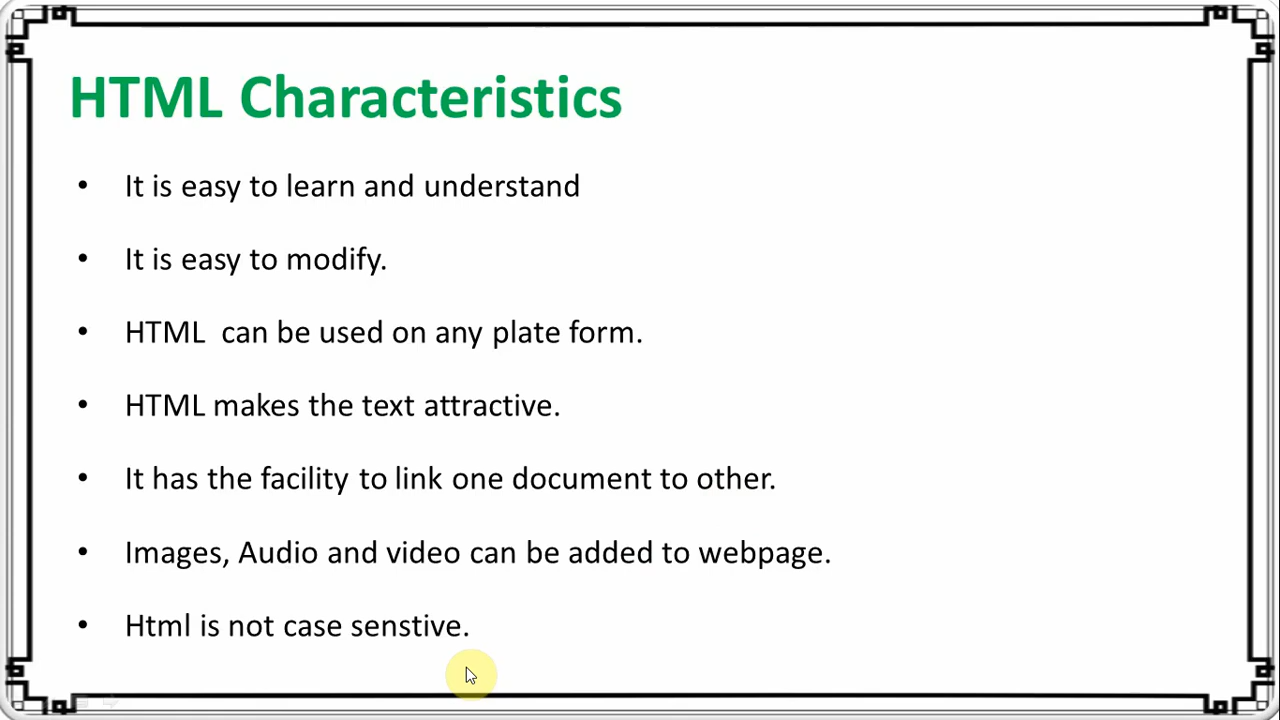 HTML Characteristics
• It is easy to learn and understand
• It is easy to modify.
• HTML  can be used on any plate form.
• HTML makes the text attractive.
• It has the facility to link one document to other.
• Images, Audio and video can be added to webpage.
• Html is not case senstive.